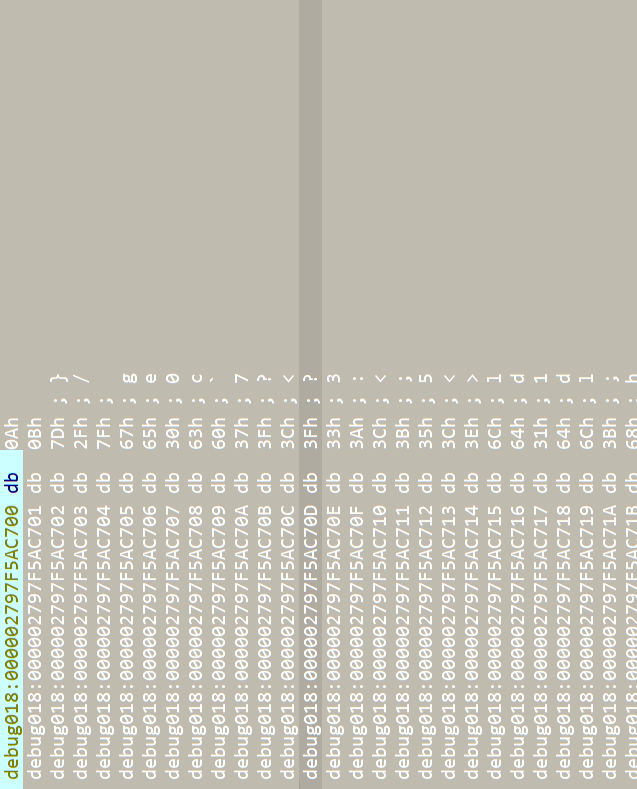 debug018:000002797F5AC700 db 0Ah
debug018:000002797F5AC701 db 0Bh
debug018:000002797F5AC702 db 7Dh ; }
debug018:000002797F5AC703 db 2Fh ; /
debug018:000002797F5AC704 db 7Fh ;
debug018:000002797F5AC705 db 67h ; g
debug018:000002797F5AC706 db 65h ; e
debug018:000002797F5AC707 db 30h ; 0
debug018:000002797F5AC708 db 63h ; c
debug018:000002797F5AC709 db 60h ; `
debug018:000002797F5AC70A db 37h ; 7
debug018:000002797F5AC70B db 3Fh ; ?
debug018:000002797F5AC70C db 3Ch ; <
debug018:000002797F5AC70D db 3Fh ; ?
debug018:000002797F5AC70E db 33h ; 3
debug018:000002797F5AC70F db 3Ah ; :
debug018:000002797F5AC710 db 3Ch ; <
debug018:000002797F5AC711 db 3Bh ; ;
debug018:000002797F5AC712 db 35h ; 5
debug018:000002797F5AC713 db 3Ch ; <
debug018:000002797F5AC714 db 3Eh ; >
debug018:000002797F5AC715 db 6Ch ; l
debug018:000002797F5AC716 db 64h ; d
debug018:000002797F5AC717 db 31h ; 1
debug018:000002797F5AC718 db 64h ; d
debug018:000002797F5AC719 db 6Ch ; l
debug018:000002797F5AC71A db 3Bh ; ;
debug018:000002797F5AC71B db 68h ; h